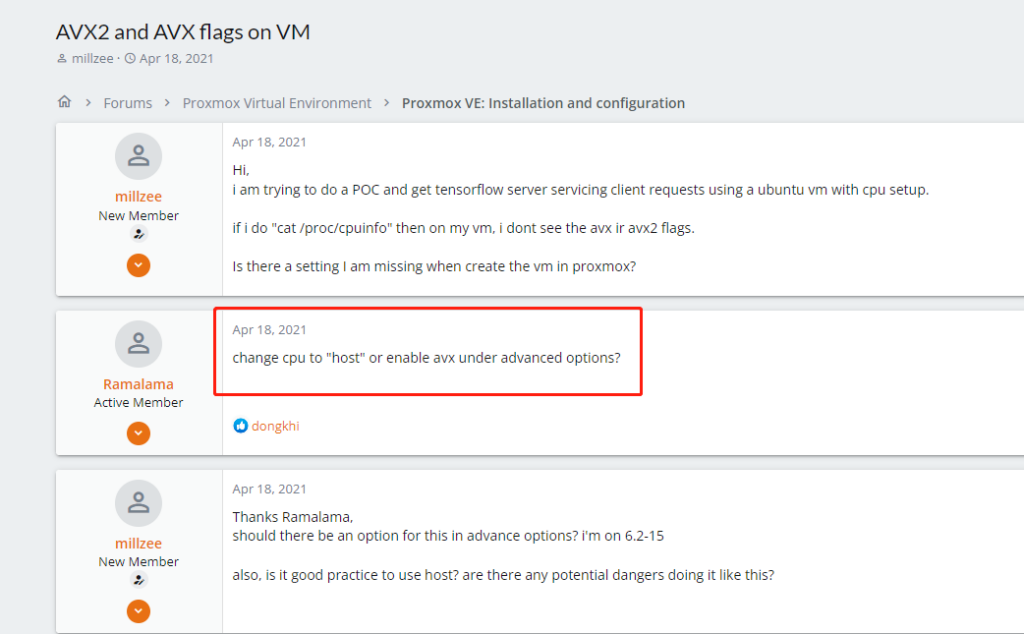 AVX2 and AVX flags on VM
millzee · Apr 18, 2021
Forums > Proxmox Virtual Environment > Proxmox VE: Installation and configuration
millzee
New Member
Apr 18, 2021
Hi,
i am trying to do a POC and get tensorflow server servicing client requests using a ubuntu vm with cpu setup.
if i do "cat /proc/cpuinfo" then on my vm, i dont see the avx ir avx2 flags.
Is there a setting I am missing when create the vm in proxmox?
Ramalama
Active Member
Apr 18, 2021
change cpu to "host" or enable avx under advanced options?
dongkhi
millzee
New Member
Apr 18, 2021
Thanks Ramalama,
should there be an option for this in advance options? i'm on 6.2-15
also, is it good practice to use host? are there any potential dangers doing it like this?